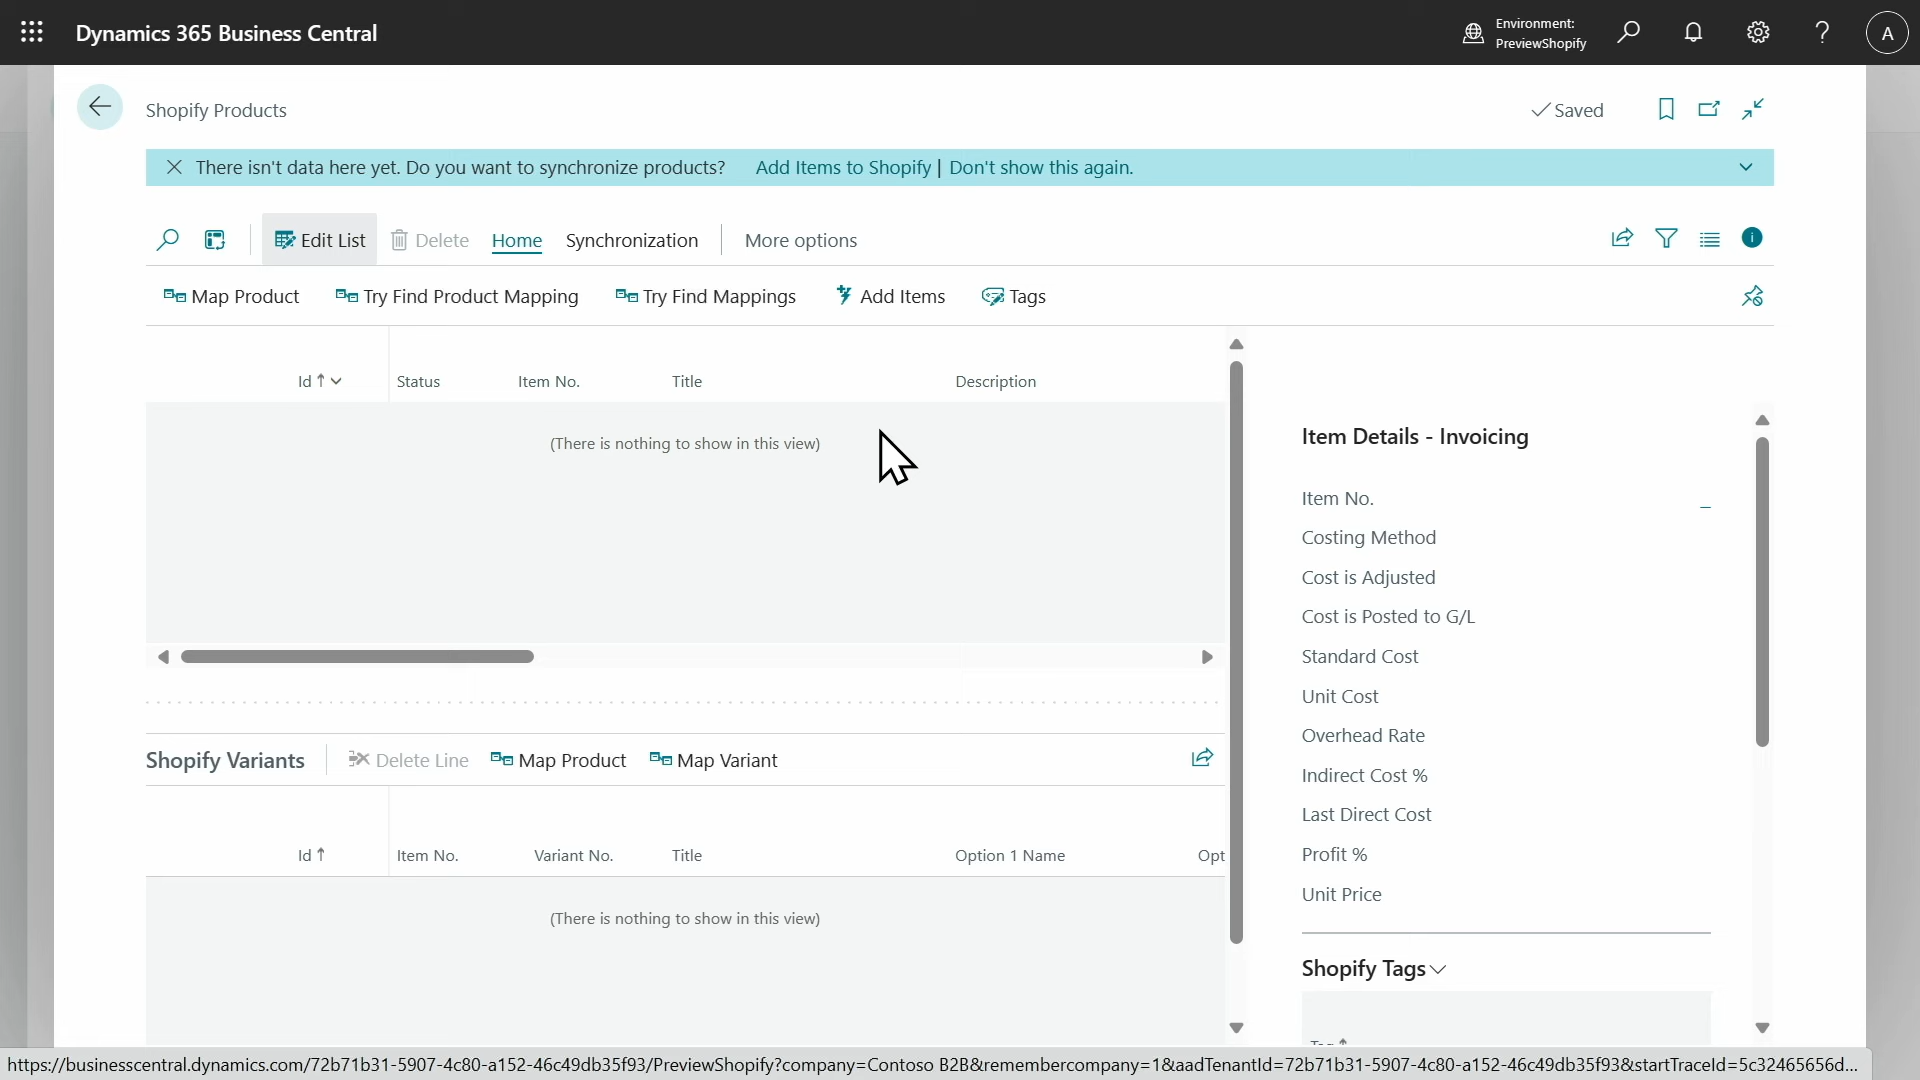 Dynamics 365 Business Central
Environment:
PreviewShopify
A
Shopify Products
Saved
There isn't data here yet. Do you want to synchronize products? Add Items to Shopify | Don't show this again.
Edit List Delete Home Synchronization More options
Map Product Try Find Product Mapping Try Find Mappings Add Items Tags
Id Status Item No. Title Description
(There is nothing to show in this view)
Item Details - Invoicing
Item No. _
Costing Method
Cost is Adjusted
Cost is Posted to G/L
Standard Cost
Unit Cost
Overhead Rate
Indirect Cost %
Last Direct Cost
Profit %
Unit Price
Shopify Tags
Shopify Variants Delete Line Map Product Map Variant
Id Item No. Variant No. Title Option 1 Name Opt
(There is nothing to show in this view)
https://businesscentral.dynamics.com/72b71b31-5907-4c80-a152-46c49db35f93/PreviewShopify?company=Contoso B2B&remembercompany=1&aadTenantId=72b71b31-5907-4c80-a152-46c49db35f93&startTraceId=5c32465656d...